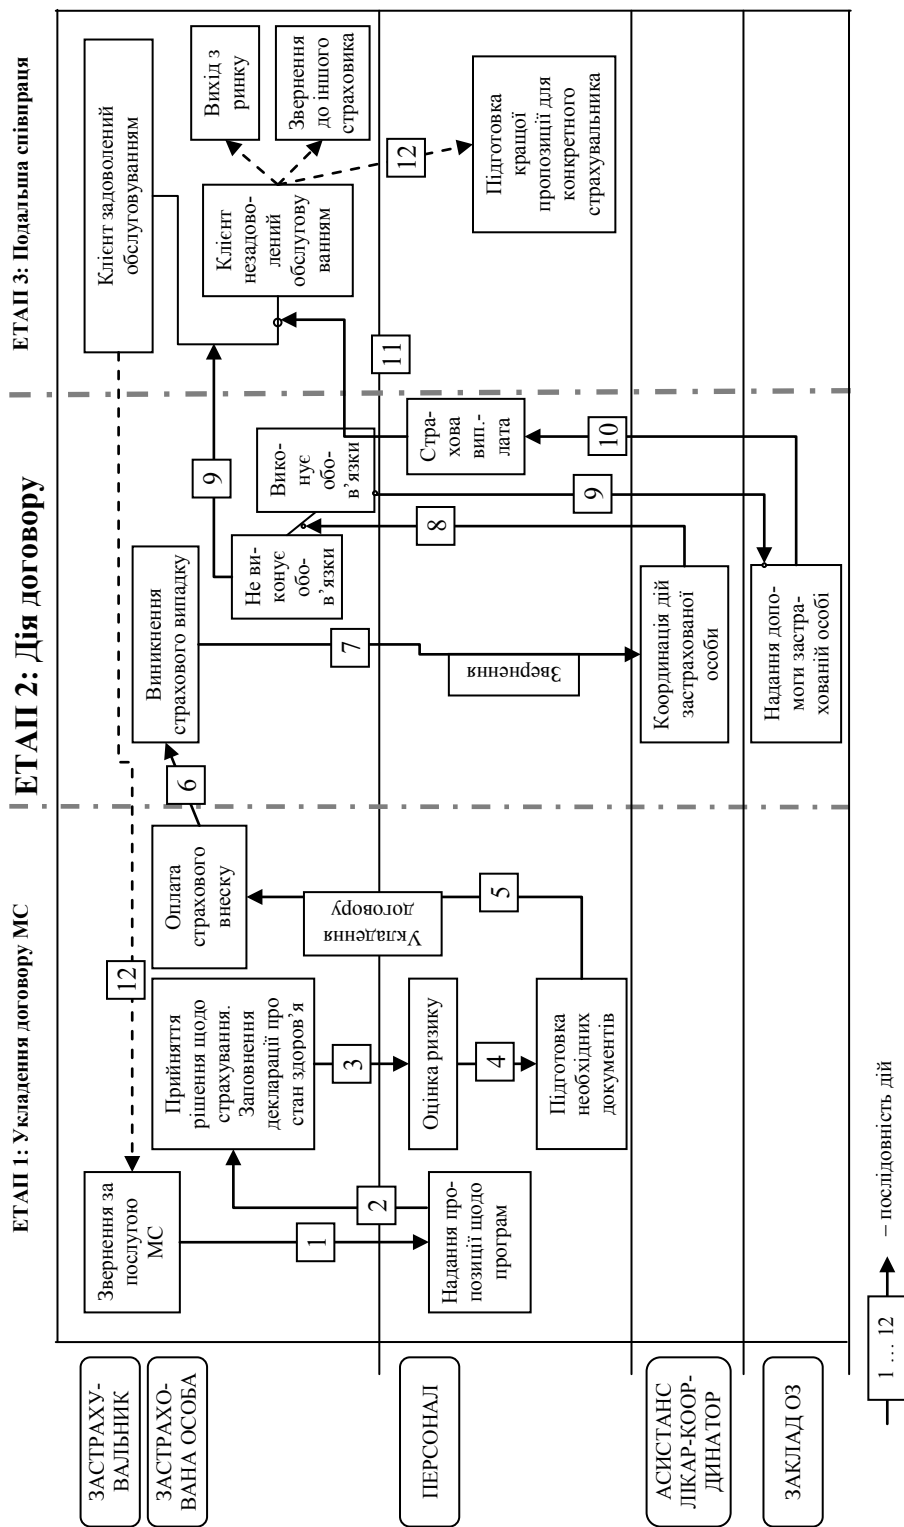 ЕТАП 1: Укладення договору МС
ЕТАП 2: Дія договору
ЕТАП 3: Подальша співпраця
ЗАСТРАХУ-
ВАЛЬНИК
ЗАСТРАХО-
ВАНА ОСОБА
Звернення за
послугою
МС
12
Прийняття
рішення щодо
страхування.
Заповнення
декларації про
стан здоров’я
Оплата
страхового
внеску
6
Виникнення
страхового випадку
Не ви-
конує
обо-
в’язки
Вико-
нує
обо-
в’язки
9
Клієнт задоволений
обслуговуванням
Клієнт
незадово-
лений
обслугову
ванням
Вихід з
ринку
Звернення
до іншого
страховика
1
2
3
Укладення
договору
7
11
12
ПЕРСОНАЛ
Надання про-
позиції щодо
програм
Оцінка ризику
4
Підготовка
необхідних
документів
5
Звернення
8
Стра-
хова
вип.-
лата
9
10
Підготовка
кращої
пропозиції для
конкретного
страхувальника
АСИСТАНС
ЛІКАР-КООР-
ДИНАТОР
Координація дій
застрахованої
особи
ЗАКЛАД ОЗ
Надання допо-
моги застра-
хованій особі
1 … 12
– послідовність дій